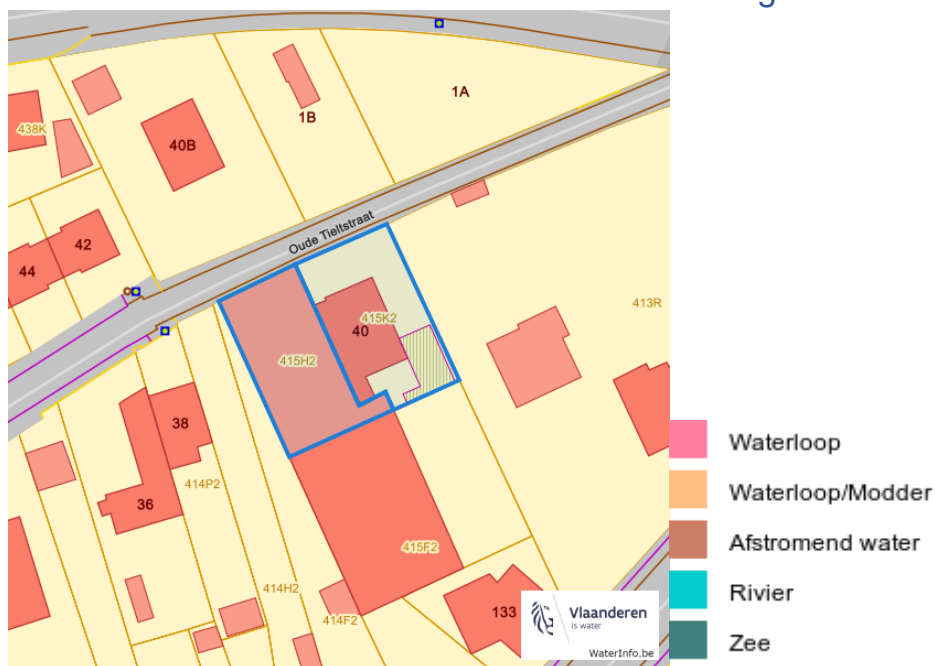 g
1A
1B
438K
40B
Oude Tieltstraat
42
44
413R
40
415K2
415H2
38
414P2
36
415F2
414H2
414F2
133
Vlaanderen
is water
WaterInfo.be
Waterloop
Waterloop/Modder
Afstromend water
Rivier
Zee